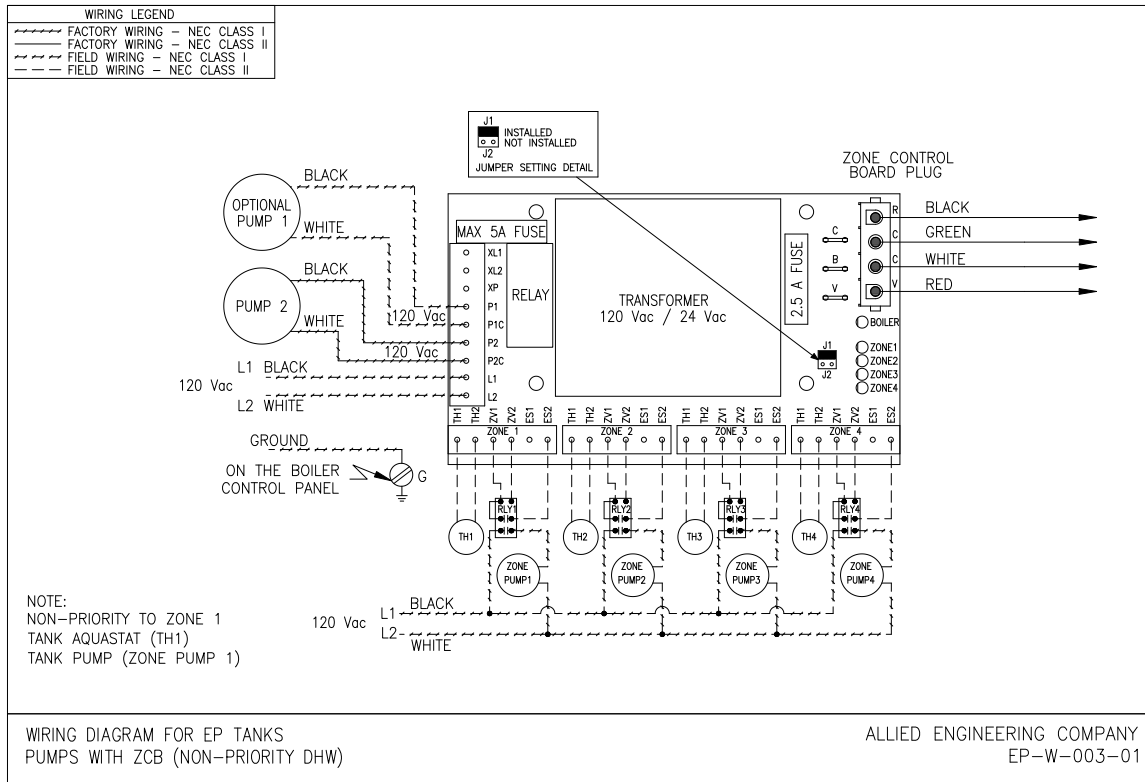 WIRING LEGEND
FACTORY WIRING – NEC CLASS I
FACTORY WIRING – NEC CLASS II
FIELD WIRING – NEC CLASS I
FIELD WIRING – NEC CLASS II
J1
INSTALLED
NOT INSTALLED
J2
JUMPER SETTING DETAIL
ZONE CONTROL
BOARD PLUG
OPTIONAL
PUMP 1
BLACK
WHITE
PUMP 2
BLACK
WHITE
120 Vac
120 Vac
L1 BLACK
120 Vac
L2 WHITE
GROUND
ON THE BOILER
CONTROL PANEL
G
MAX 5A FUSE
XL1
XL2
XP
P1
P1C
P2
P2C
L1
L2
RELAY
TRANSFORMER
120 Vac / 24 Vac
2.5 A FUSE
C
B
V
R
C
C
V
BLACK
GREEN
WHITE
RED
BOILER
ZONE1
ZONE2
ZONE3
ZONE4
J1
J2
TH1 TH2 ZV1 ZV2 ES1 ES2
ZONE 1
TH1 TH2 ZV1 ZV2 ES1 ES2
ZONE 2
TH1 TH2 ZV1 ZV2 ES1 ES2
ZONE 3
TH1 TH2 ZV1 ZV2 ES1 ES2
ZONE 4
RLY1
RLY2
RLY3
RLY4
TH1
TH2
TH3
TH4
ZONE
PUMP1
ZONE
PUMP2
ZONE
PUMP3
ZONE
PUMP4
BLACK
L1
120 Vac
L2
WHITE
NOTE:
NON–PRIORITY TO ZONE 1
TANK AQUASTAT (TH1)
TANK PUMP (ZONE PUMP 1)
WIRING DIAGRAM FOR EP TANKS
PUMPS WITH ZCB (NON–PRIORITY DHW)
ALLIED ENGINEERING COMPANY
EP–W–003–01